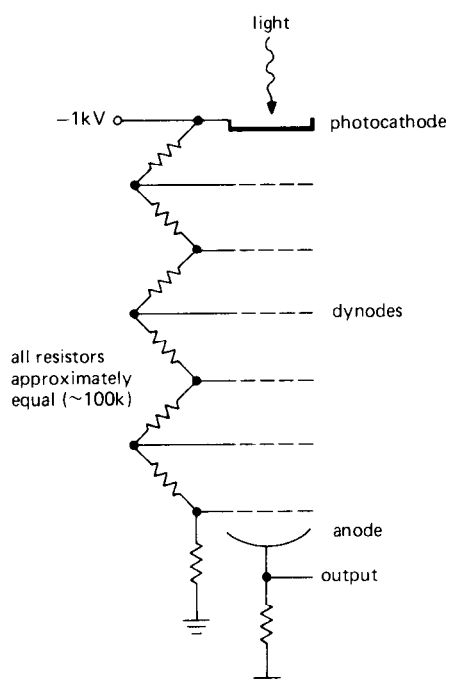 light
−1kV
photocathode
dynodes
all resistors
approximately
equal (~100k)
anode
output